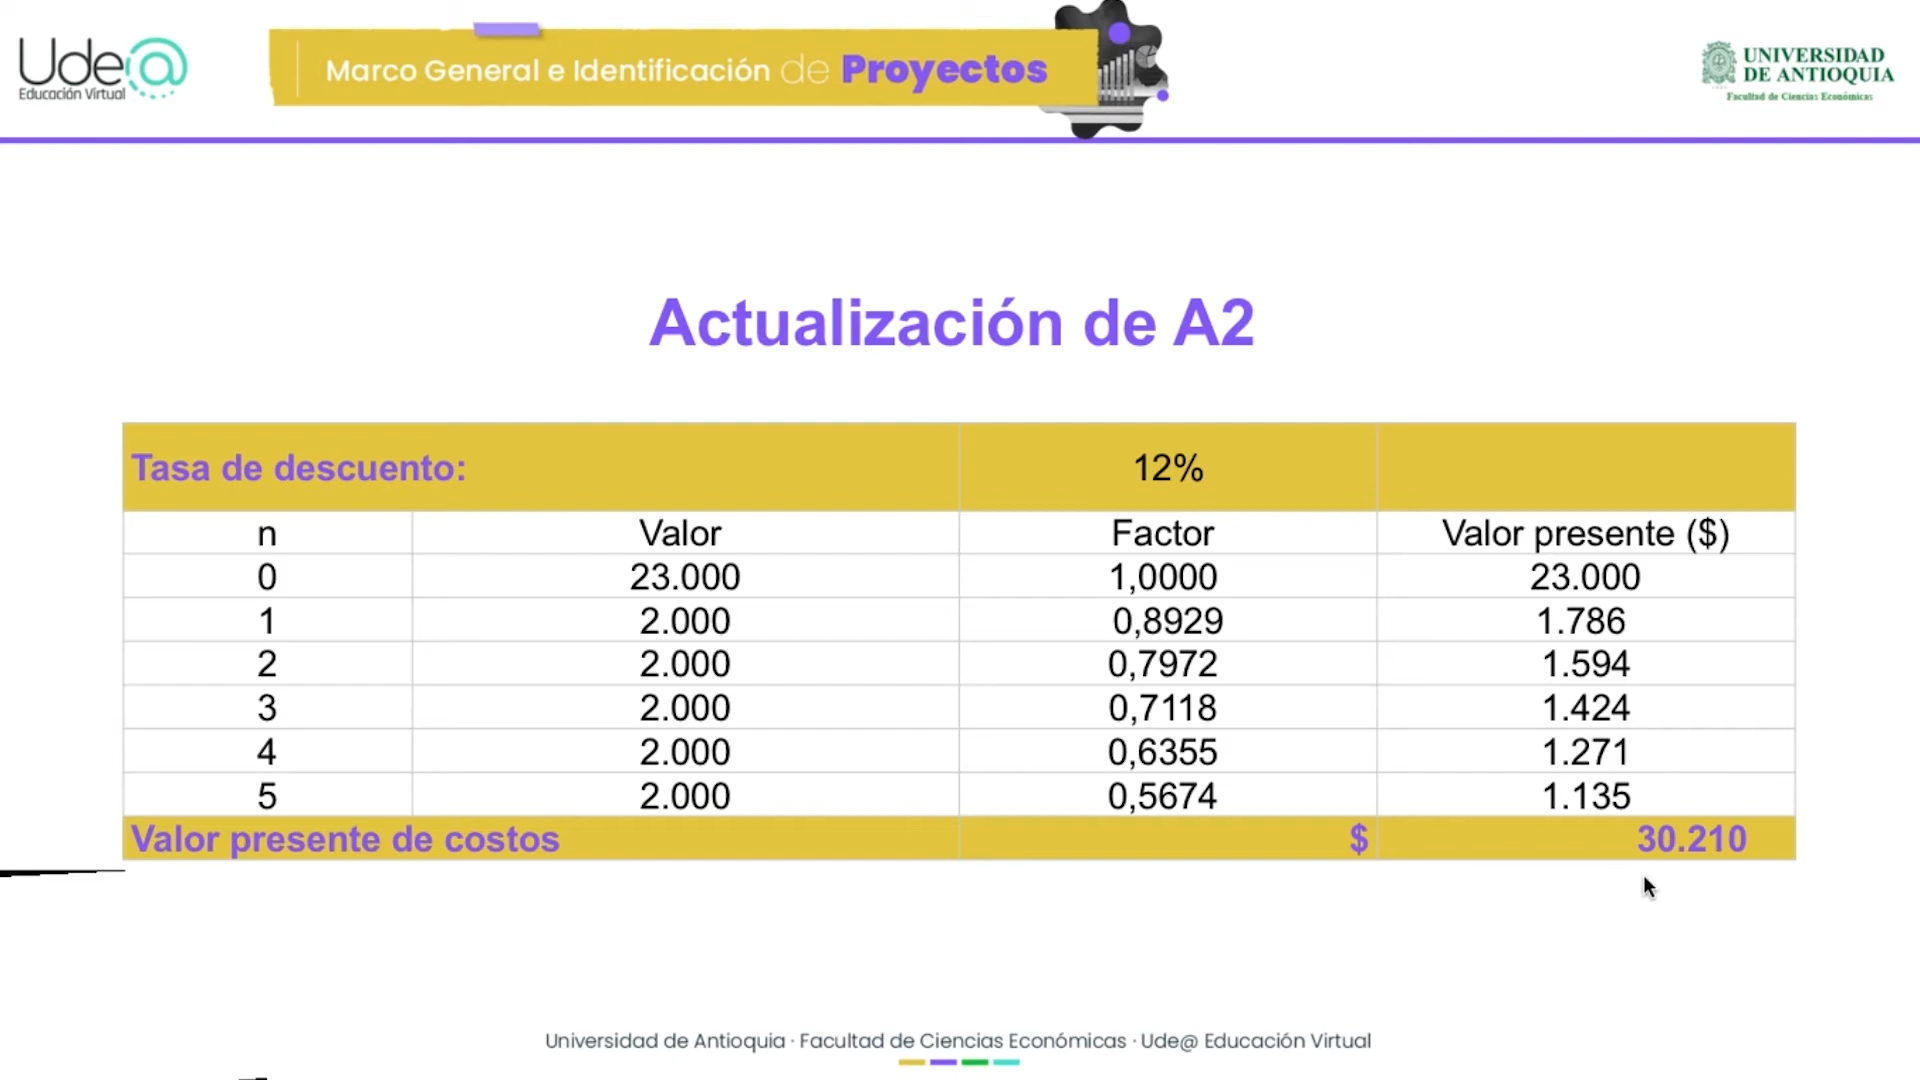 Ude@
Educación Virtual
Marco General e Identificación de Proyectos
UNIVERSIDAD
DE ANTIOQUIA
Facultad de Ciencias Económicas
Actualización de A2
Tasa de descuento: 12%
n Valor Factor Valor presente ($)
0 23.000 1,0000 23.000
1 2.000 0,8929 1.786
2 2.000 0,7972 1.594
3 2.000 0,7118 1.424
4 2.000 0,6355 1.271
5 2.000 0,5674 1.135
Valor presente de costos $ 30.210
Universidad de Antioquia · Facultad de Ciencias Económicas · Ude@ Educación Virtual